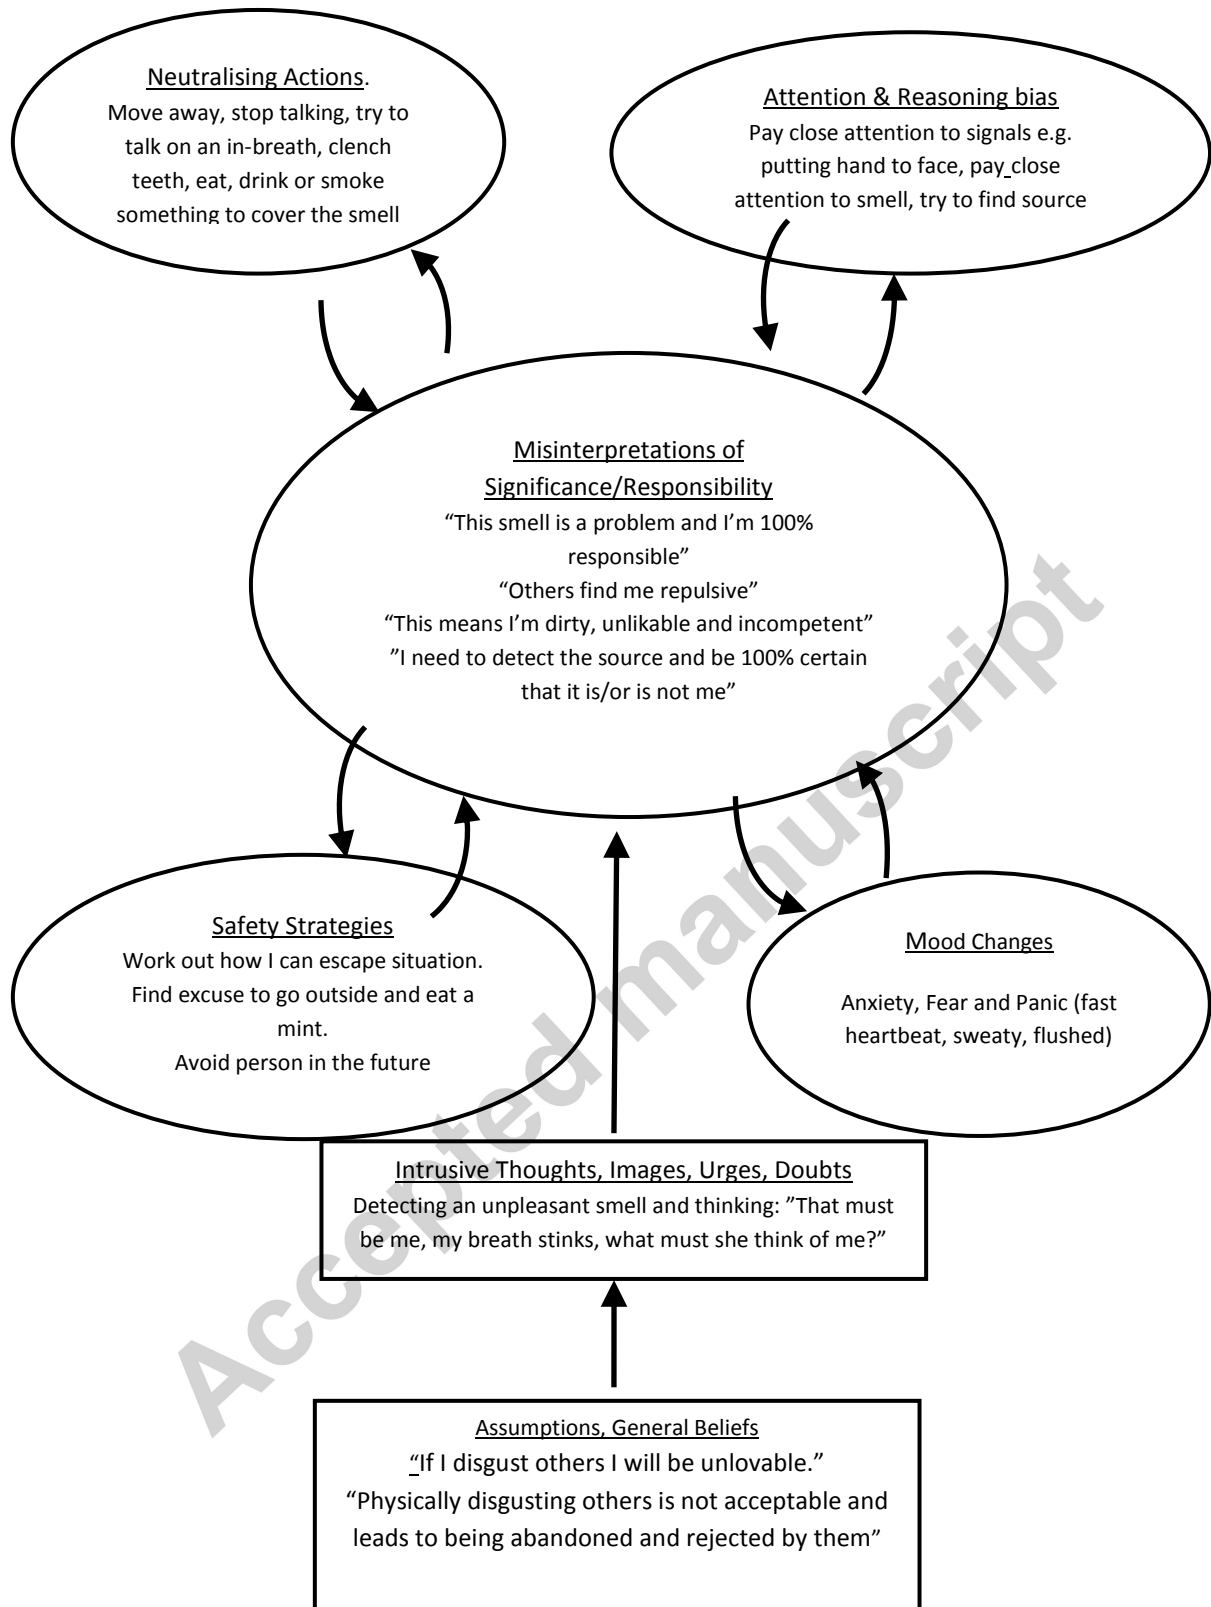 Neutralising Actions.
Move away, stop talking, try to
talk on an in-breath, clench
teeth, eat, drink or smoke
something to cover the smell
Attention & Reasoning bias
Pay close attention to signals e.g.
putting hand to face, pay close
attention to smell, try to find source
Misinterpretations of
Significance/Responsibility
“This smell is a problem and I’m 100%
responsible”
“Others find me repulsive”
“This means I’m dirty, unlikable and incompetent”
”I need to detect the source and be 100% certain
that it is/or is not me”
Safety Strategies
Work out how I can escape situation.
Find excuse to go outside and eat a
mint.
Avoid person in the future
Mood Changes
Anxiety, Fear and Panic (fast
heartbeat, sweaty, flushed)
Intrusive Thoughts, Images, Urges, Doubts
Detecting an unpleasant smell and thinking: ”That must
be me, my breath stinks, what must she think of me?”
Assumptions, General Beliefs
“If I disgust others I will be unlovable.”
“Physically disgusting others is not acceptable and
leads to being abandoned and rejected by them”
Accepted manuscript